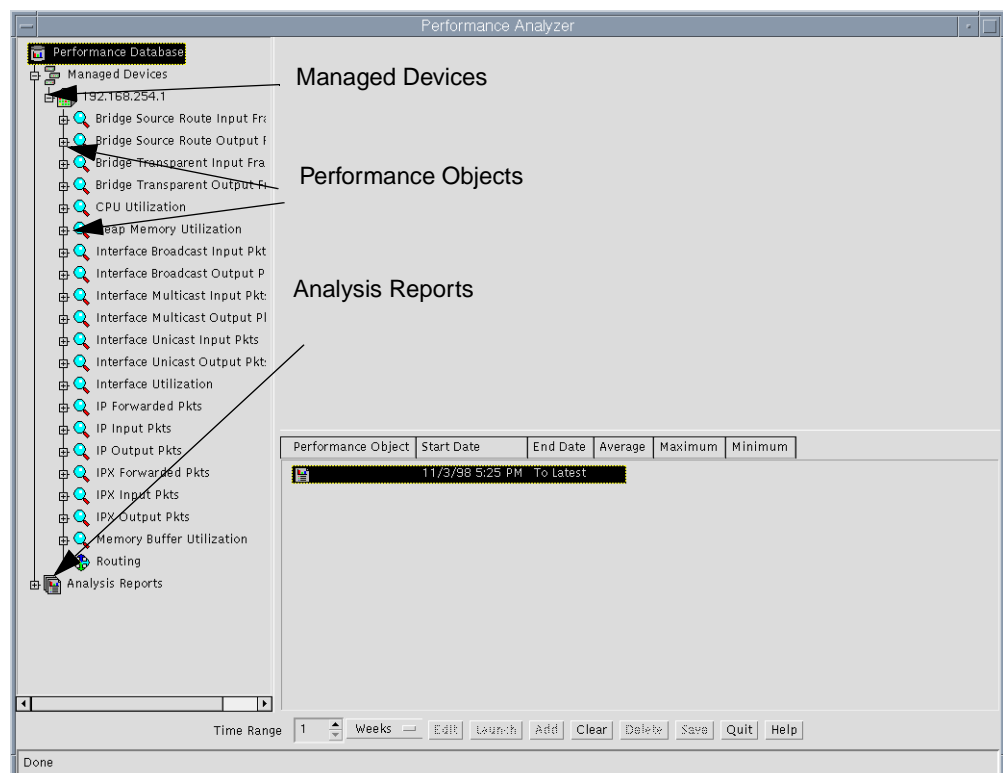 Performance Analyzer
Performance Database
Managed Devices
192.168.254.1
Bridge Source Route Input Fra
Bridge Source Route Output F
Bridge Transparent Input Fra
Bridge Transparent Output Fr
CPU Utilization
Heap Memory Utilization
Interface Broadcast Input Pkt
Interface Broadcast Output P
Interface Multicast Input Pkts
Interface Multicast Output Pl
Interface Unicast Input Pkts
Interface Unicast Output Pkts
Interface Utilization
IP Forwarded Pkts
IP Input Pkts
IP Output Pkts
IPX Forwarded Pkts
IPX Input Pkts
IPX Output Pkts
Memory Buffer Utilization
Routing
Analysis Reports
Managed Devices
Performance Objects
Analysis Reports
Performance Object Start Date End Date Average Maximum Minimum
11/3/98 5:25 PM To Latest
Time Range 1 Weeks Edit Launch Add Clear Delete Save Quit Help
Done